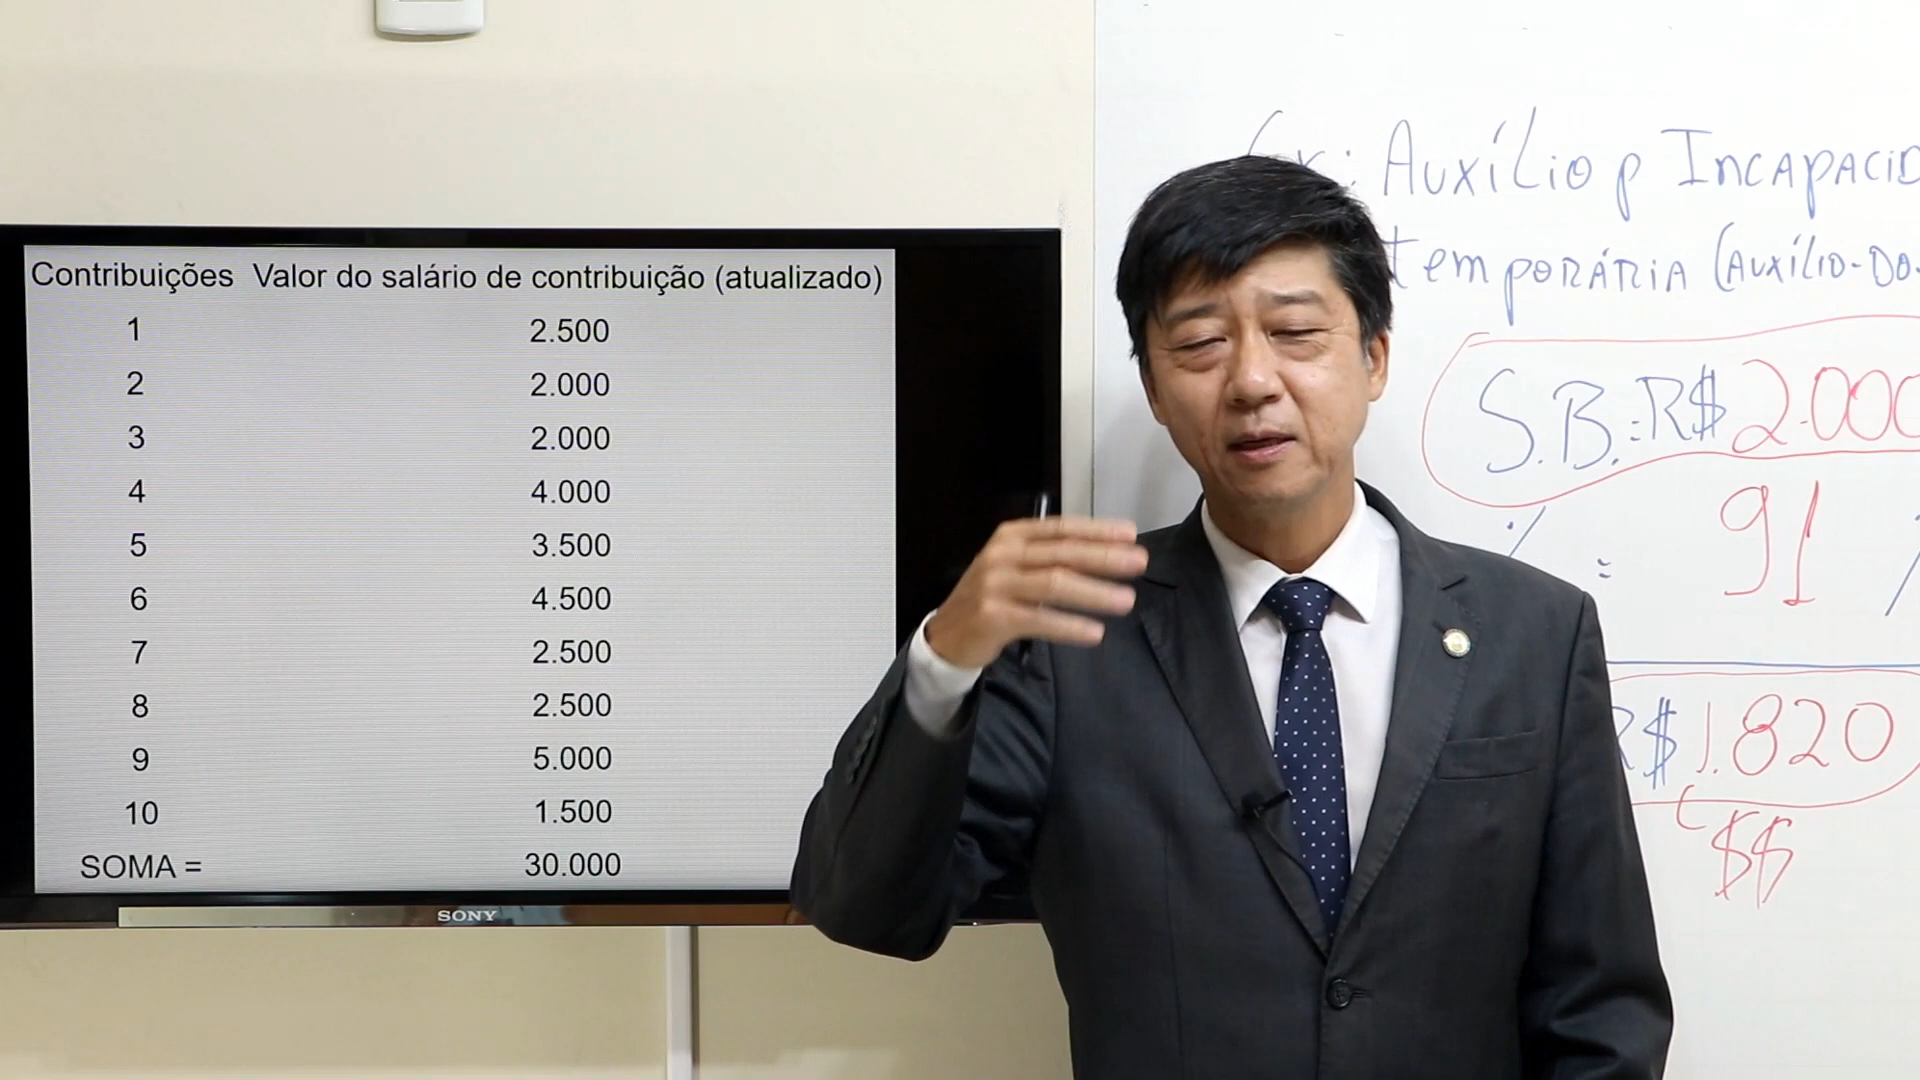 Contribuições Valor do salário de contribuição (atualizado)
1 2.500
2 2.000
3 2.000
4 4.000
5 3.500
6 4.500
7 2.500
8 2.500
9 5.000
10 1.500
SOMA = 30.000
SONY
: AUXÍLIO p INCAPACID
temporÁRIA (AUXÍLIO-DO
S.B.:R$ 2.000
% = 91
R$ 1.820
$$